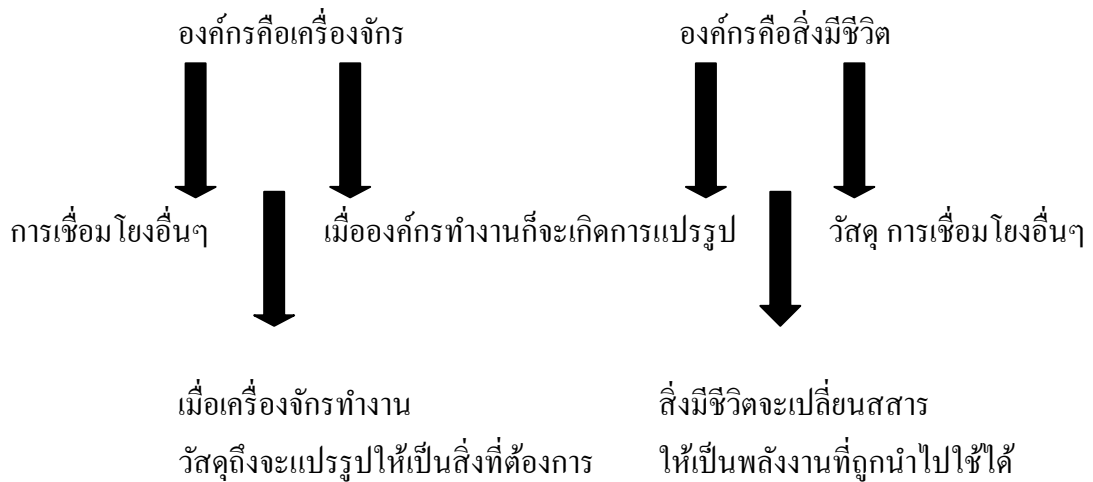 องค์กรคือเครื่องจักร องค์กรคือสิ่งมีชีวิต
การเชื่อมโยงอื่นๆ เมื่อองค์กรทำงานก็จะเกิดการแปรรูป วัสดุ การเชื่อมโยงอื่นๆ
เมื่อเครื่องจักรทำงาน สิ่งมีชีวิตจะเปลี่ยนสสาร
วัสดุถึงจะแปรรูปให้เป็นสิ่งที่ต้องการ ให้เป็นพลังงานที่ถูกนำไปใช้ได้